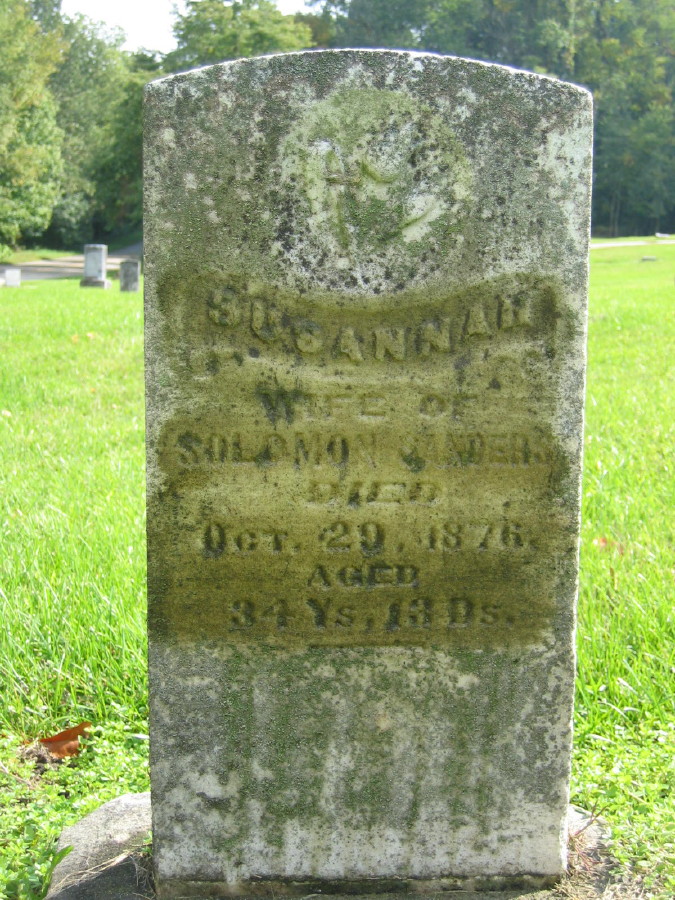 SUSANNAH
WIFE OF
SOLOMON
DIED
OCT. 29, 1876.
AGED
34 Ys, 13 Ds.